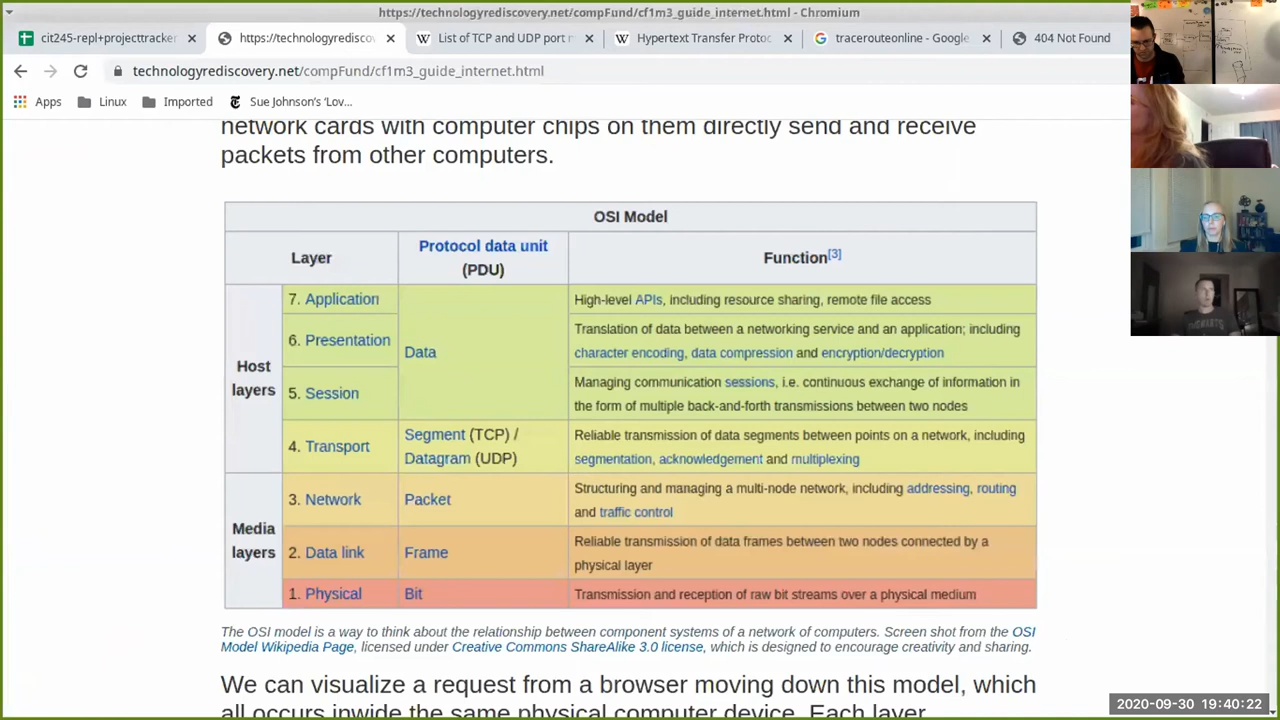 https://technologyrediscovery.net/compFund/cf1m3_guide_internet.html - Chromium
cit245-repl+projecttracker
https://technologyredisco
List of TCP and UDP port n
Hypertext Transfer Protoc
tracerouteonline - Google
404 Not Found
technologyrediscovery.net/compFund/cf1m3_guide_internet.html
Apps
Linux
Imported
Sue Johnson's 'Lov...
network cards with computer chips on them directly send and receive
packets from other computers.
OSI Model
Layer
Protocol data unit
(PDU)
Function[3]
Host
layers
7. Application
Data
High-level APIs, including resource sharing, remote file access
6. Presentation
Translation of data between a networking service and an application; including
character encoding, data compression and encryption/decryption
5. Session
Managing communication sessions, i.e. continuous exchange of information in
the form of multiple back-and-forth transmissions between two nodes
4. Transport
Segment (TCP) /
Datagram (UDP)
Reliable transmission of data segments between points on a network, including
segmentation, acknowledgement and multiplexing
Media
layers
3. Network
Packet
Structuring and managing a multi-node network, including addressing, routing
and traffic control
2. Data link
Frame
Reliable transmission of data frames between two nodes connected by a
physical layer
1. Physical
Bit
Transmission and reception of raw bit streams over a physical medium
The OSI model is a way to think about the relationship between component systems of a network of computers. Screen shot from the OSI
Model Wikipedia Page, licensed under Creative Commons ShareAlike 3.0 license, which is designed to encourage creativity and sharing.
We can visualize a request from a browser moving down this model, which
all occurs inwide the same physical computer device. Each layer
2020-09-30 19:40:22